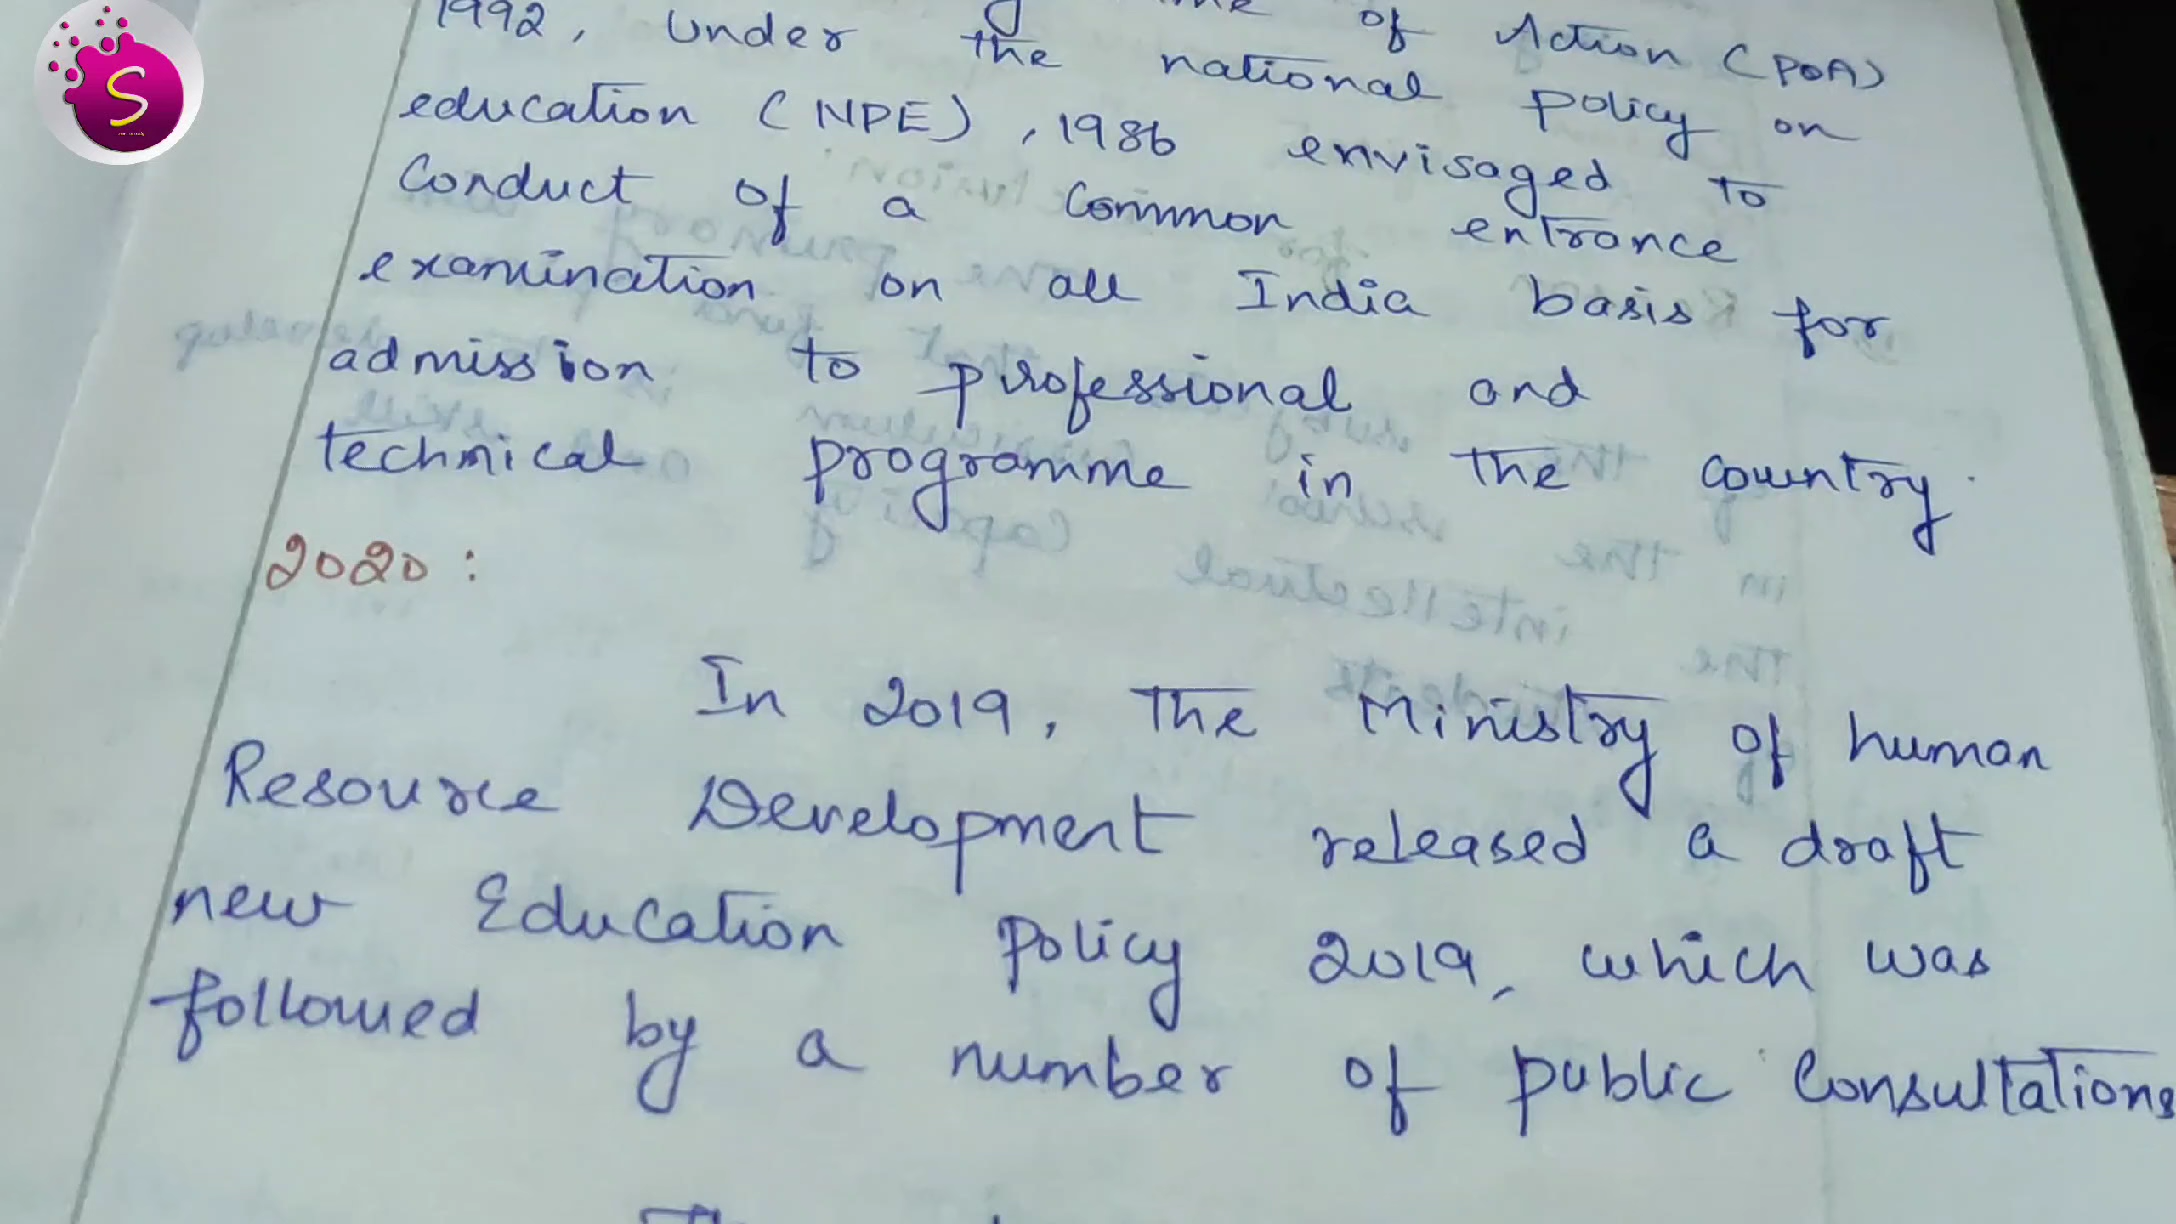 of Action (POA)
1992, Under the national policy on
education (NPE), 1986 envisaged to
Conduct of a Common entrance
examination on all India basis for
admission to professional and
technical programme in the country.
2020:
In 2019, The Ministry of human
Resource Development released a draft
new Education policy 2019, which was
followed by a number of public Consultations
S